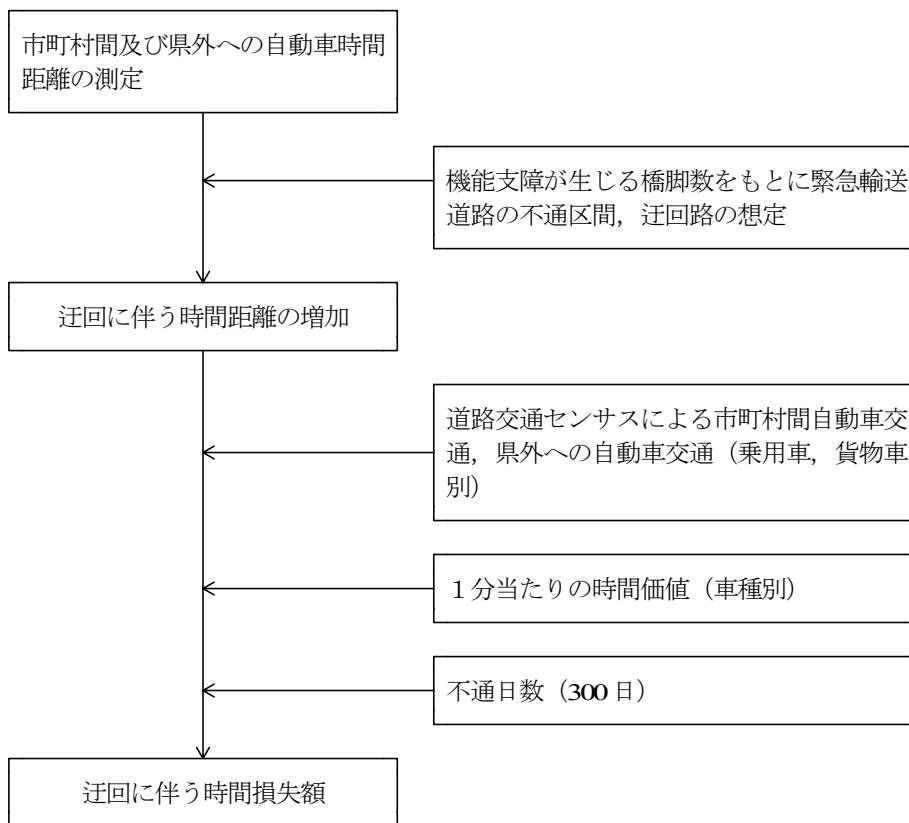 市町村間及び県外への自動車時間
距離の測定
機能支障が生じる橋脚数をもとに緊急輸送
道路の不通区間，迂回路の想定
迂回に伴う時間距離の増加
道路交通センサスによる市町村間自動車交
通，県外への自動車交通（乗用車，貨物車
別）
１分当たりの時間価値（車種別）
不通日数（300 日）
迂回に伴う時間損失額